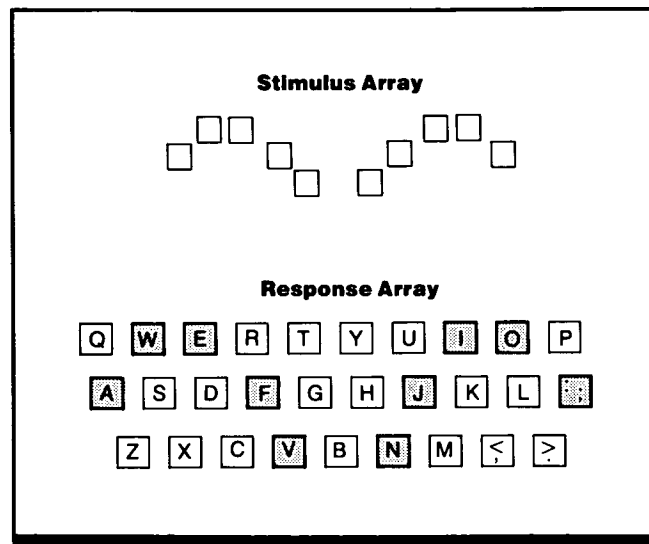 Stimulus Array
Response Array
Q W E R T Y U I O P
A S D F G H J K L : ;
Z X C V B N M < , > .